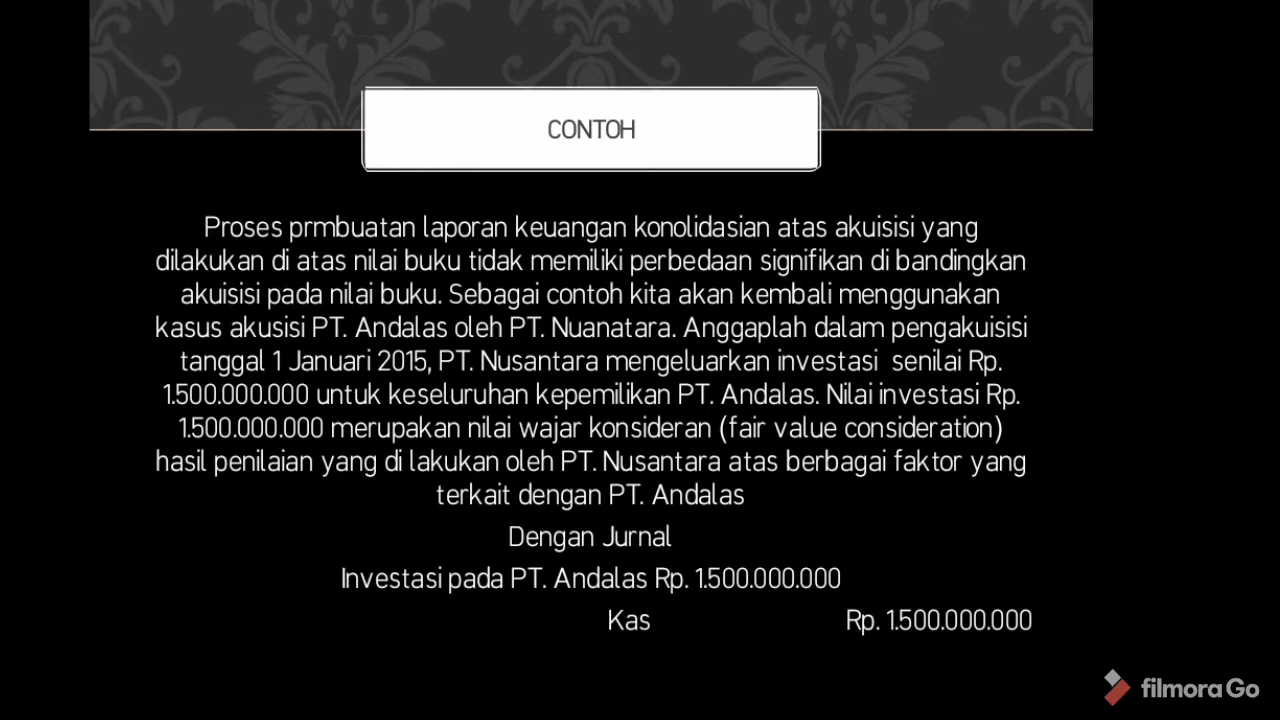 CONTOH
Proses prmbuatan laporan keuangan konolidasian atas akuisisi yang
dilakukan di atas nilai buku tidak memiliki perbedaan signifikan di bandingkan
akuisisi pada nilai buku. Sebagai contoh kita akan kembali menggunakan
kasus akusisi PT. Andalas oleh PT. Nuanatara. Anggaplah dalam pengakuisisi
tanggal 1 Januari 2015, PT. Nusantara mengeluarkan investasi senilai Rp.
1.500.000.000 untuk keseluruhan kepemilikan PT. Andalas. Nilai investasi Rp.
1.500.000.000 merupakan nilai wajar konsideran (fair value consideration)
hasil penilaian yang di lakukan oleh PT. Nusantara atas berbagai faktor yang
terkait dengan PT. Andalas
Dengan Jurnal
Investasi pada PT. Andalas Rp. 1.500.000.000
Kas Rp. 1.500.000.000
filmora Go